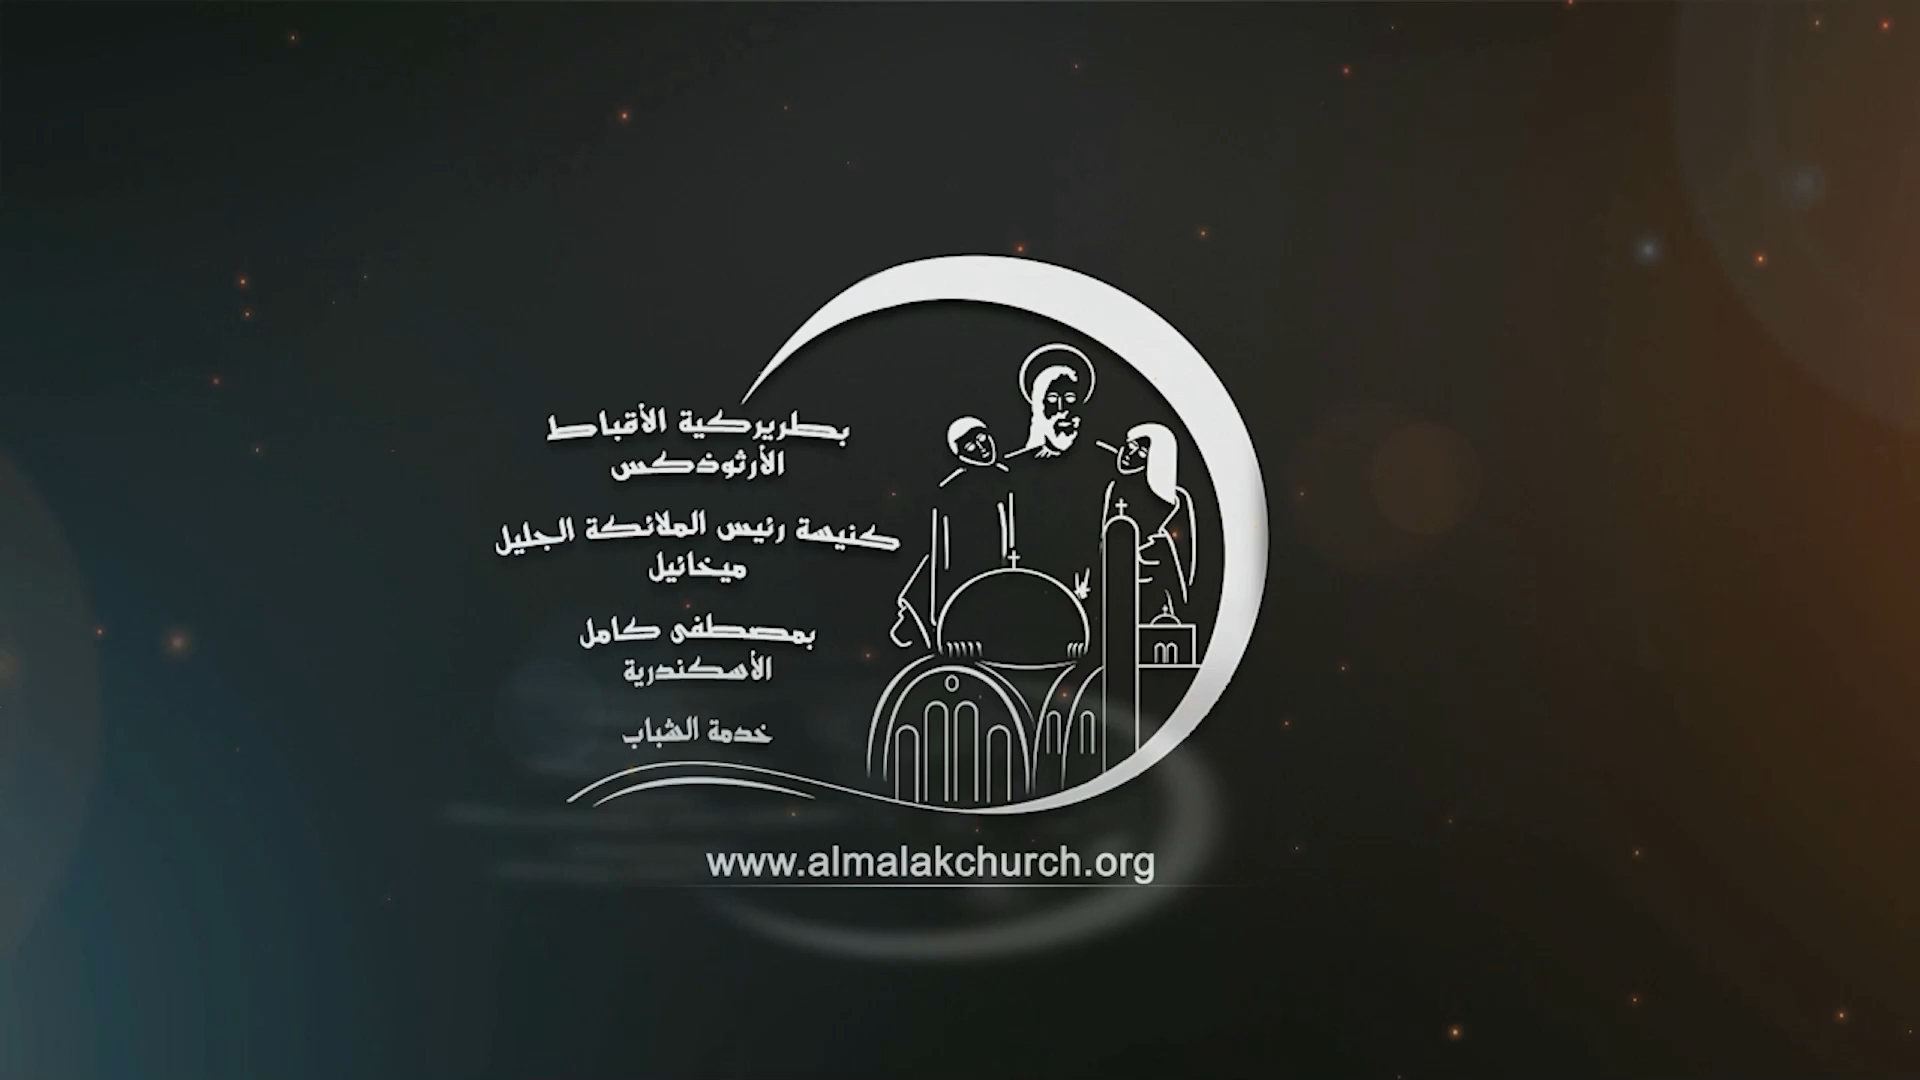 بطريركية الأقباط
الأرثوذكس
كنيسة رئيس الملائكة الجليل
ميخائيل
بمصطفى كامل
الأسكندرية
خدمة الشباب
www.almalakchurch.org